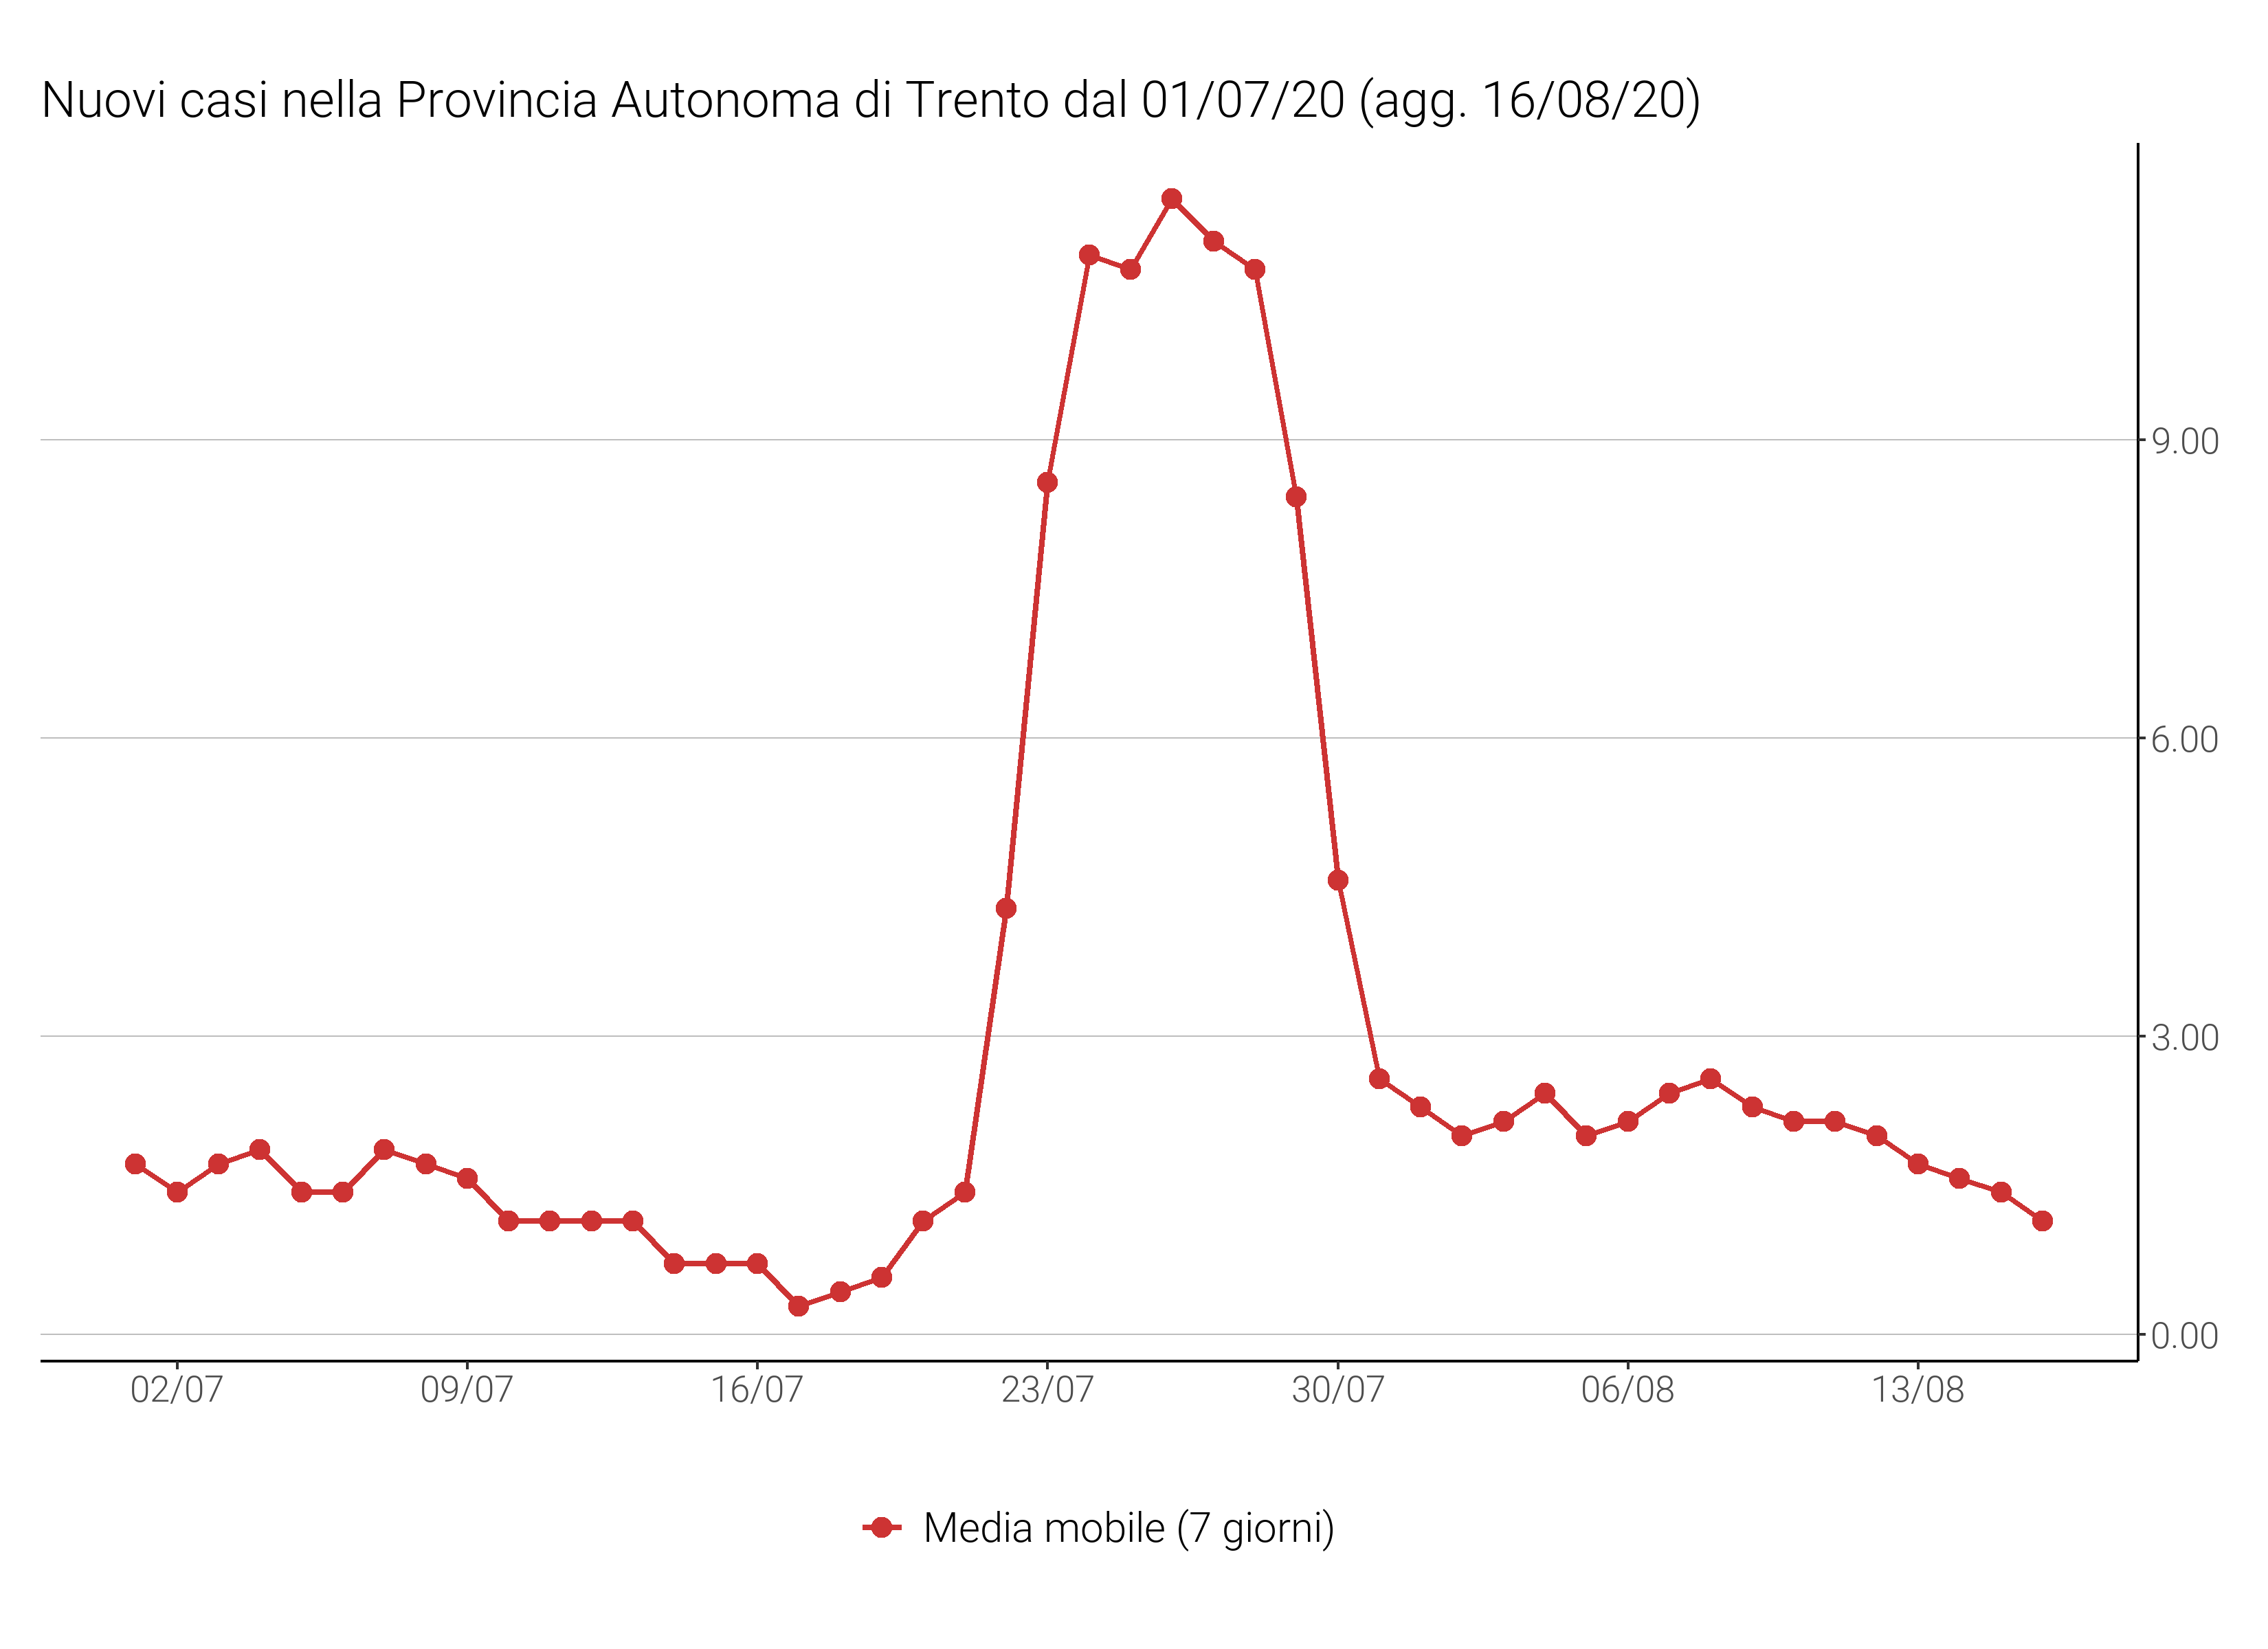 Nuovi casi nella Provincia Autonoma di Trento dal 01/07/20 (agg. 16/08/20)
9.00
6.00
3.00
0.00
02/07 09/07 16/07 23/07 30/07 06/08 13/08
Media mobile (7 giorni)